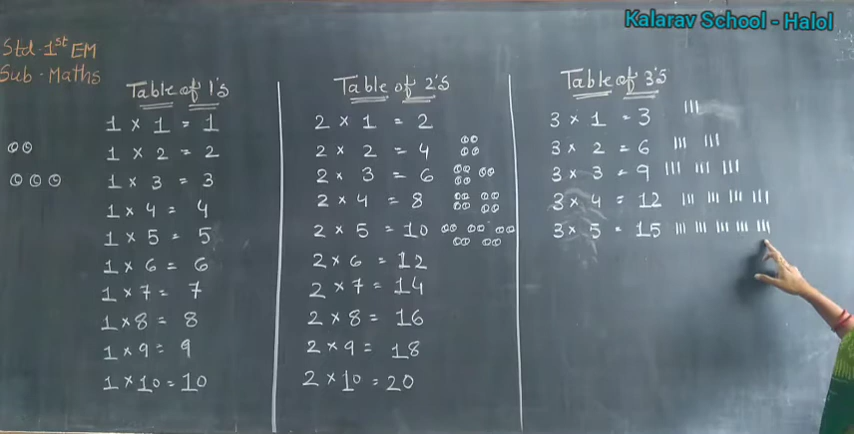 Kalarav School - Halol
Std - 1st EM
Sub - Maths
Table of 1's
1 x 1 = 1
1 x 2 = 2
1 x 3 = 3
1 x 4 = 4
1 x 5 = 5
1 x 6 = 6
1 x 7 = 7
1 x 8 = 8
1 x 9 = 9
1 x 10 = 10
Table of 2's
2 x 1 = 2
2 x 2 = 4
2 x 3 = 6
2 x 4 = 8
2 x 5 = 10
2 x 6 = 12
2 x 7 = 14
2 x 8 = 16
2 x 9 = 18
2 x 10 = 20
Table of 3's
3 x 1 = 3
3 x 2 = 6
3 x 3 = 9
3 x 4 = 12
3 x 5 = 15